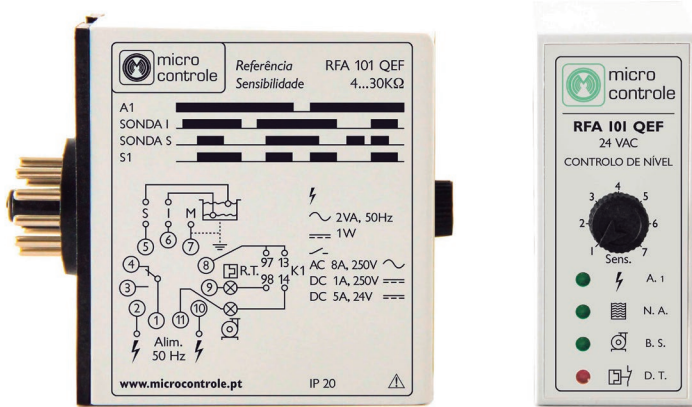 micro
controle
Referência RFA 101 QEF
Sensibilidade 4...30KΩ
A1
SONDA I
SONDA S
S1
S I M
5 6 7
4 8 97 13
R.T. K1
3 9 98 14
2 1 11 10
Alim.
50 Hz
2VA, 50Hz
1W
AC 8A, 250V
DC 1A, 250V
DC 5A, 24V
www.microcontrole.pt IP 20
micro
controle
RFA 101 QEF
24 VAC
CONTROLO DE NÍVEL
1 2 3 4 5 6 7
Sens.
A. 1
N. A.
B. S.
D. T.